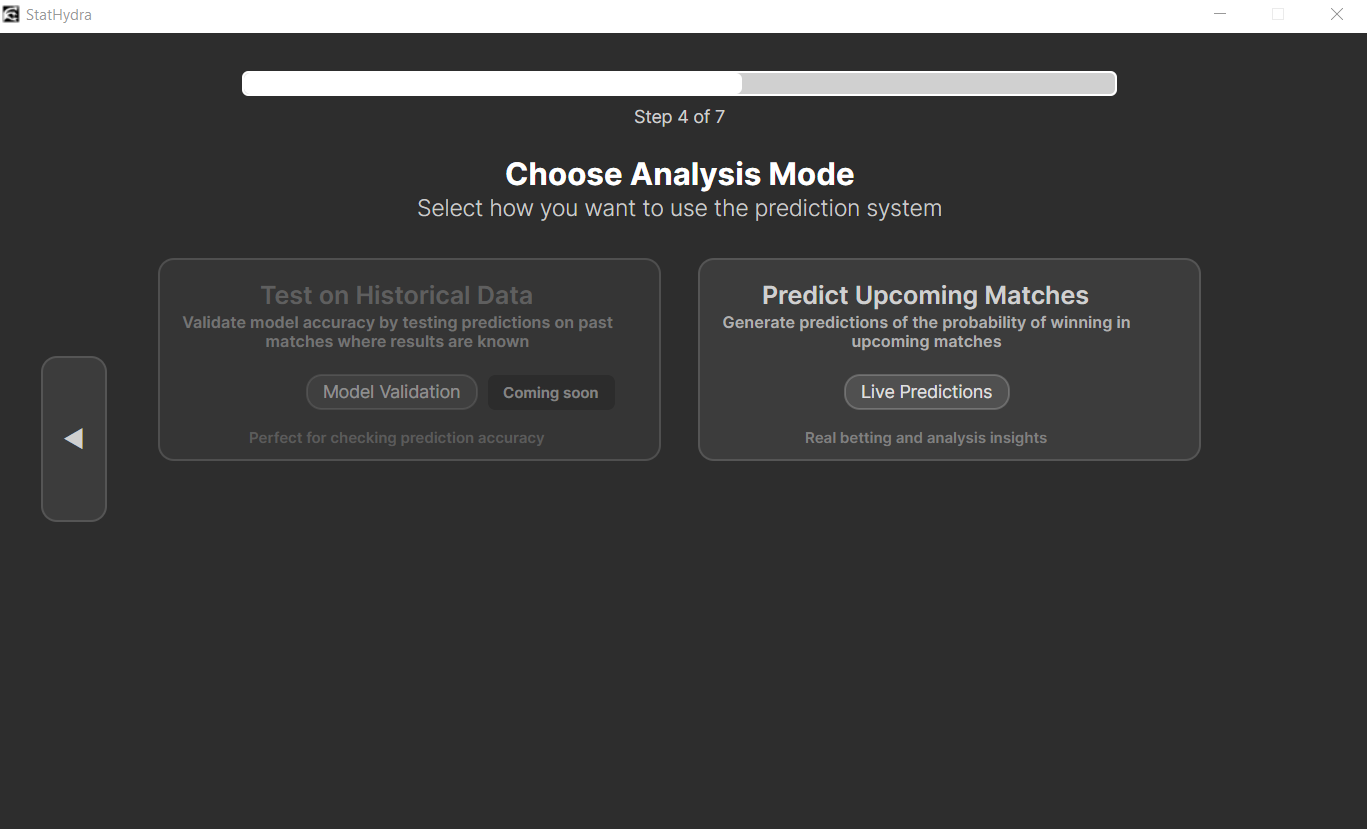 StatHydra
Step 4 of 7
Choose Analysis Mode
Select how you want to use the prediction system
Test on Historical Data
Validate model accuracy by testing predictions on past
matches where results are known
Model Validation
Coming soon
Perfect for checking prediction accuracy
Predict Upcoming Matches
Generate predictions of the probability of winning in
upcoming matches
Live Predictions
Real betting and analysis insights